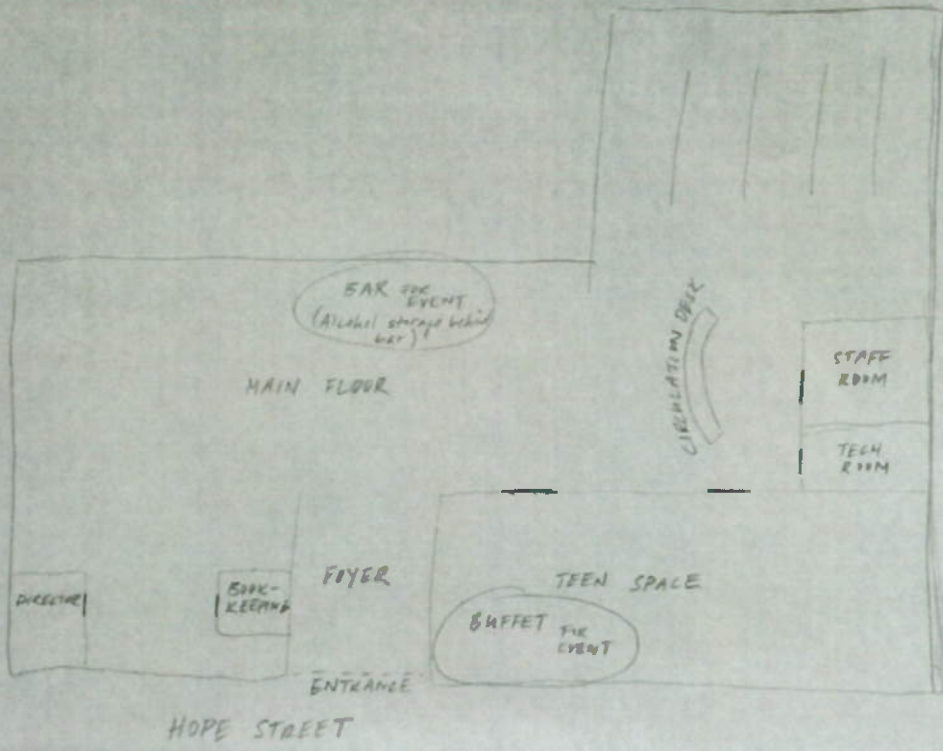 BAR FOR
EVENT
(Alcohol storage behind
bar)
MAIN FLOOR
CIRCULATION DESK
STAFF
ROOM
TECH
ROOM
DIRECTOR
BOOK-
KEEPING
FOYER
TEEN SPACE
BUFFET FOR
EVENT
ENTRANCE
HOPE STREET